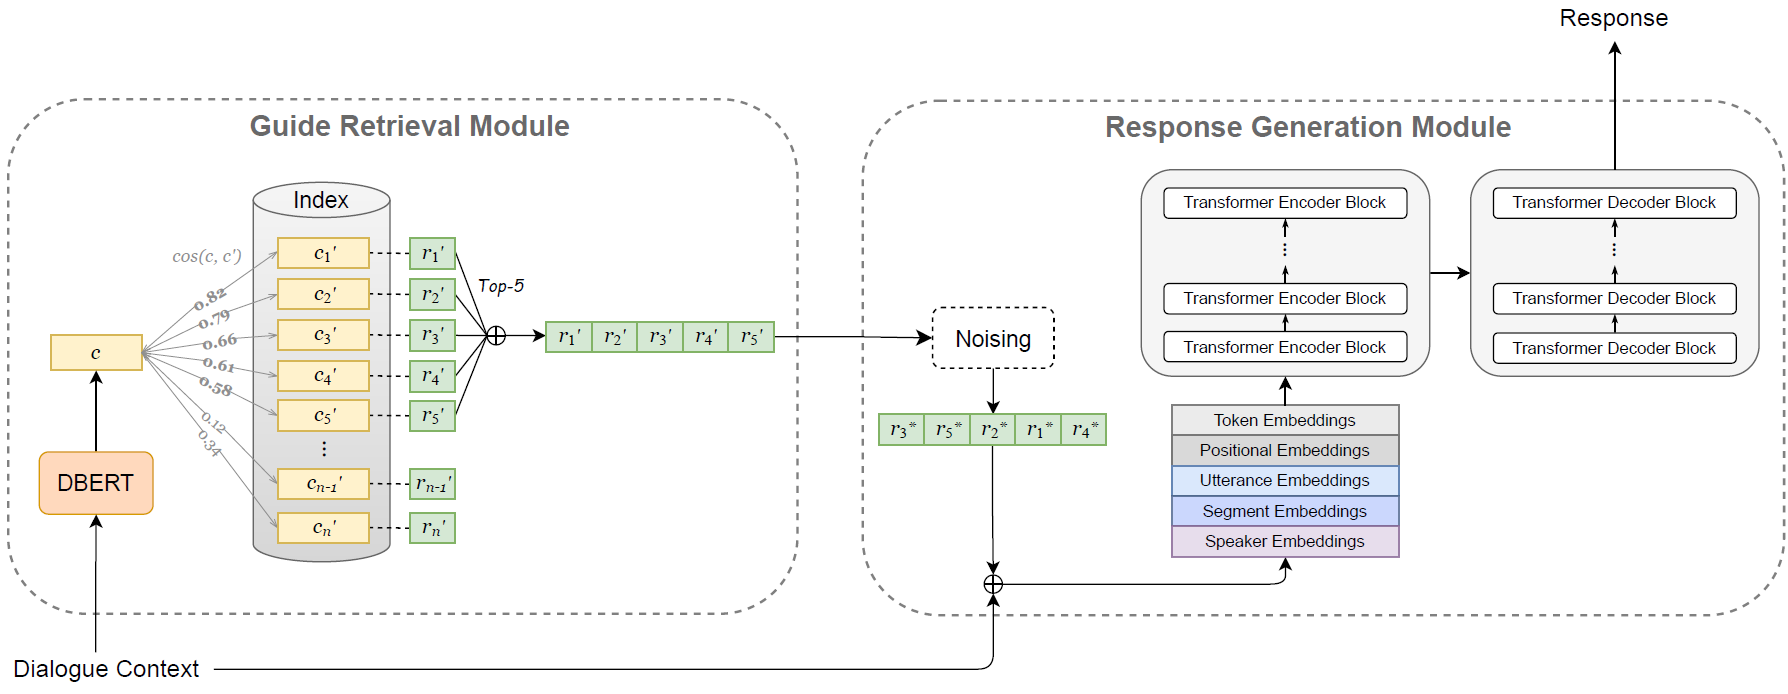 Response
Guide Retrieval Module
Response Generation Module
Index
cos(c, c')
0.82
0.79
0.66
0.61
0.58
0.12
0.34
c
DBERT
c₁' r₁'
c₂' r₂'
c₃' r₃'
c₄' r₄'
c₅' r₅'
⋮
cₙ₋₁' rₙ₋₁'
cₙ' rₙ'
Top-5
r₁' r₂' r₃' r₄' r₅'
Noising
r₃* r₅* r₂* r₁* r₄*
Transformer Encoder Block
...
Transformer Encoder Block
Transformer Encoder Block
Transformer Decoder Block
...
Transformer Decoder Block
Transformer Decoder Block
Token Embeddings
Positional Embeddings
Utterance Embeddings
Segment Embeddings
Speaker Embeddings
Dialogue Context